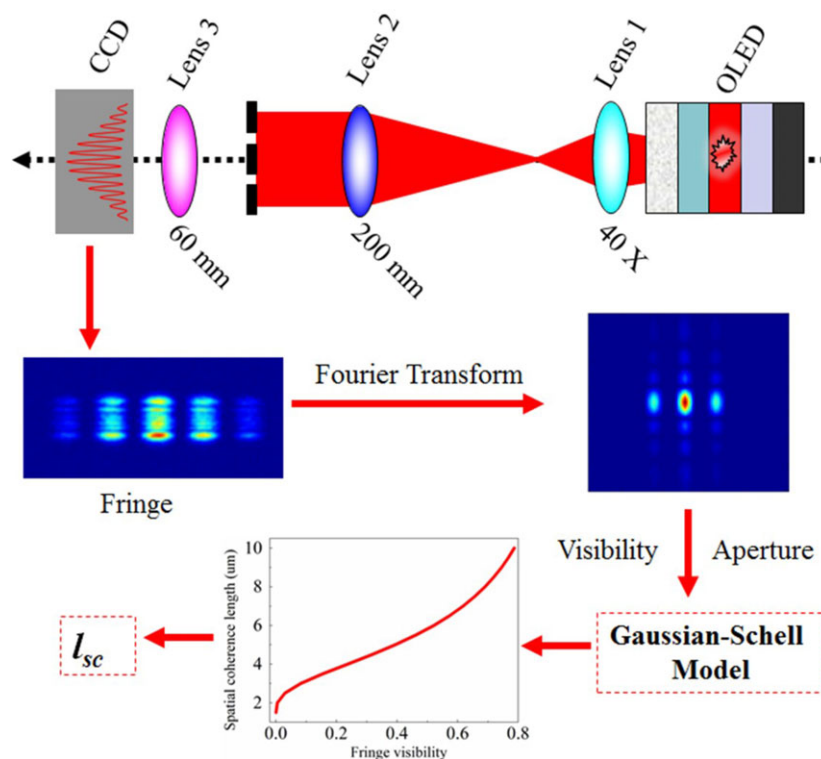 CCD
Lens 3
Lens 2
Lens 1
OLED
60 mm
200 mm
40 X
Fourier Transform
Fringe
Visibility
Aperture
Gaussian-Schell
Model
Spatial coherence length (um)
10
8
6
4
2
0.0 0.2 0.4 0.6 0.8
Fringe visibility
lsc